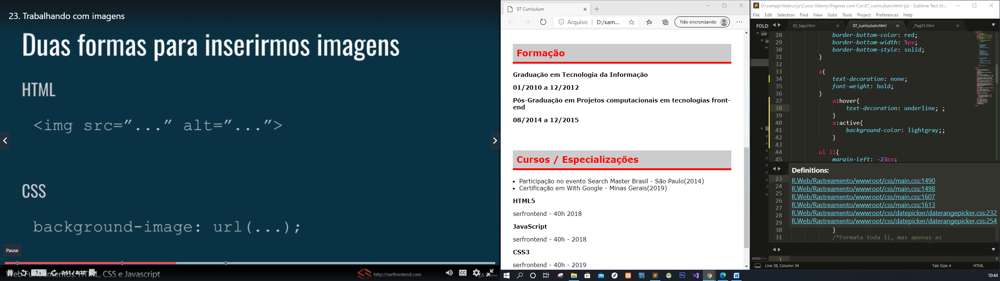 23. Trabalhando com imagens
Duas formas para inserirmos imagens
HTML
<img src=”...” alt=”...”>
CSS
background-image: url(...);
Pause
1x
2:51 / 8:12
Web Fundamentos: HTML, CSS e Javascript
http://serfrontend.com
CC
07 Curriculum
Arquivo
D:/xam...
Não sincronizando
Formação
Graduação em Tecnologia da Informação
01/2010 a 12/2012
Pós-Graduação em Projetos computacionais em tecnologias front-
end
08/2014 a 12/2015
Cursos / Especializações
Participação no evento Search Master Brasil - São Paulo(2014)
Certificação em With Google - Minas Gerais(2019)
HTML5
serfrontend - 40h 2018
JavaScript
serfrontend - 40h - 2018
CSS3
serfrontend - 40h - 2019
D:\xampp\htdocs\js\Curso Udemy\Páginas com Css\07_curriculum.html (js) - Sublime Text (U...
File Edit Selection Find View Goto Tools Project Preferences Help
FOLD
02_tags.html
07_curriculum.html
_Pag01.html
28 border-bottom-color: red;
29 border-bottom-width: 5px;
30 border-bottom-style: solid;
31 }
32
33 a{
34 text-decoration: none;
35 font-weight: bold;
36 }
37 a:hover{
38 text-decoration: underline; ;
39 }
40 a:active{
41 background-color: lightgray;;
42 }
43
44 ul li{
45 margin-left: -23px;
Definitions:
23 R.Web/Rastreamento/wwwroot/css/main.css:1490
24 R.Web/Rastreamento/wwwroot/css/main.css:1498
25 R.Web/Rastreamento/wwwroot/css/main.css:1607
26 R.Web/Rastreamento/wwwroot/css/main.css:1613
27
28 R.Web/Rastreamento/wwwroot/css/datepicker/daterangepicker.css:232
29 R.Web/Rastreamento/wwwroot/css/datepicker/daterangepicker.css:254
30 }
31 /*Formata toda li, mas apenas as
1
Line 38, Column 34
Tab Size: 4
HTML
10:44